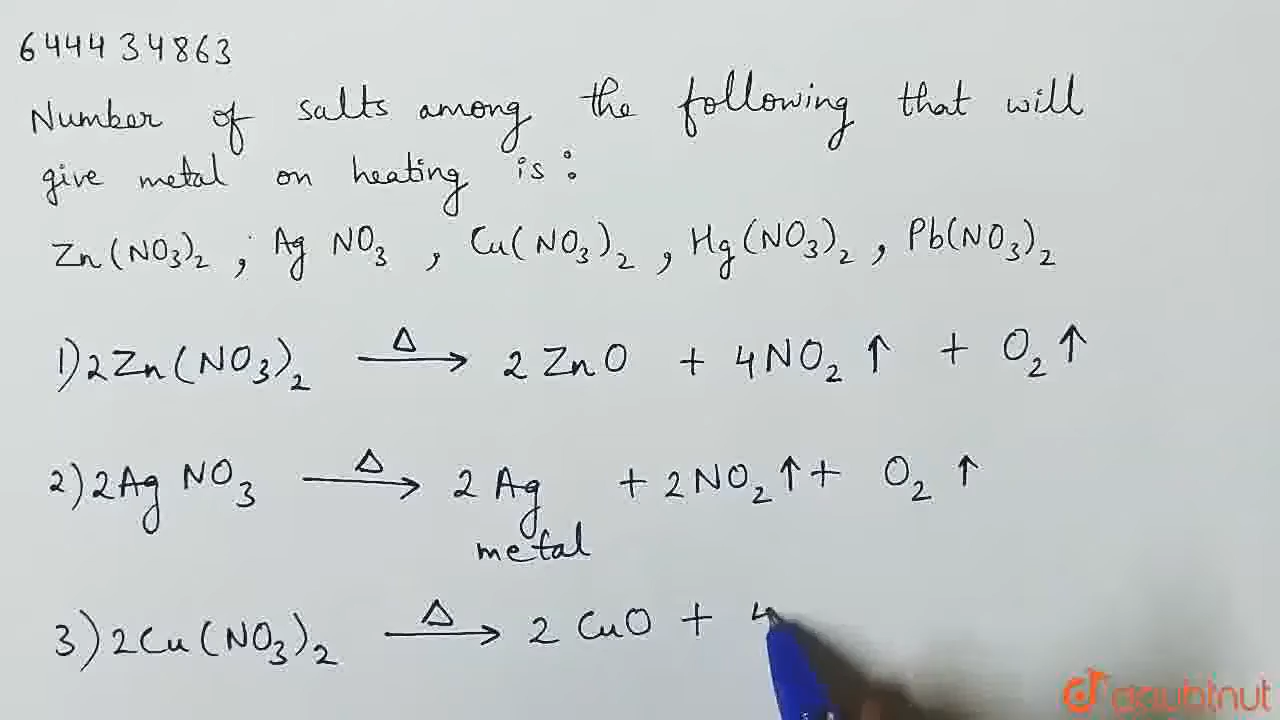 644434863
Number of salts among the following that will
give metal on heating is:
Zn(NO₃)₂, AgNO₃, Cu(NO₃)₂, Hg(NO₃)₂, Pb(NO₃)₂
1) 2Zn(NO₃)₂ —Δ→ 2ZnO + 4NO₂↑ + O₂↑
2) 2AgNO₃ —Δ→ 2Ag + 2NO₂↑ + O₂↑
metal
3) 2Cu(NO₃)₂ —Δ→ 2CuO + 4
doubtnut